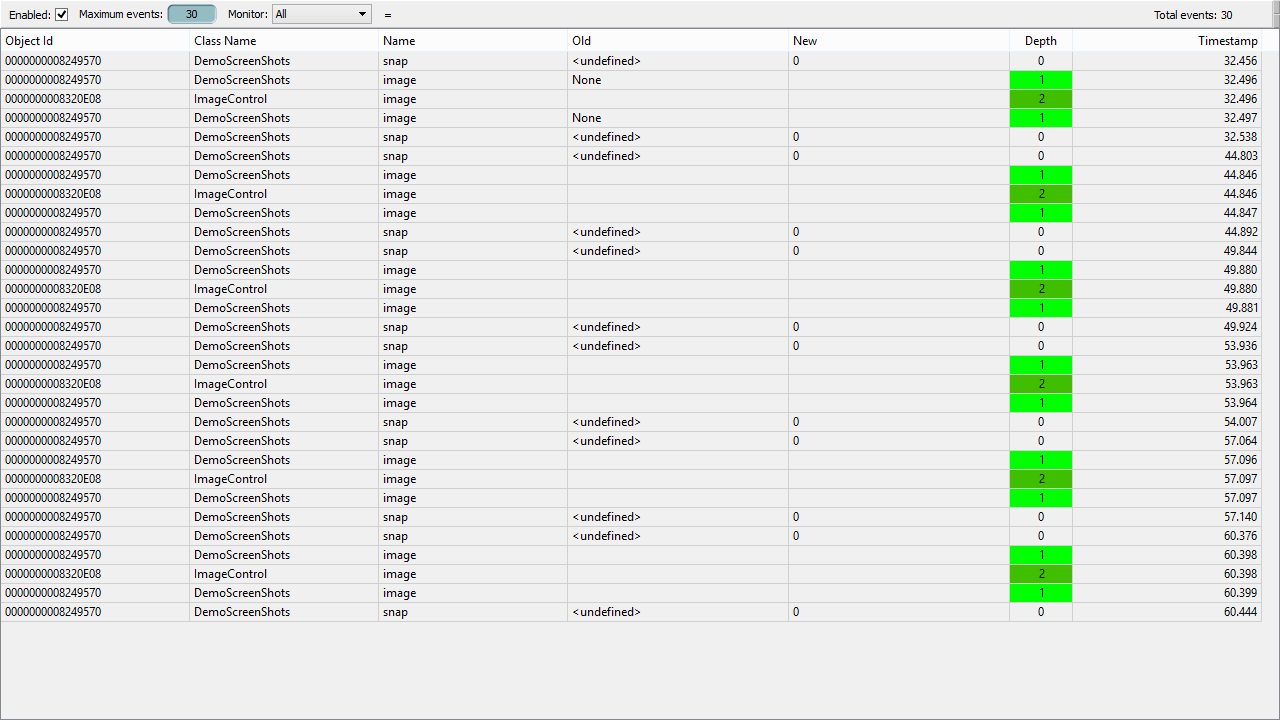 Enabled: Maximum events: 30 Monitor: All = Total events: 30
Object Id Class Name Name Old New Depth Timestamp
0000000008249570 DemoScreenShots snap <undefined> 0 0 32.456
0000000008249570 DemoScreenShots image None 1 32.496
0000000008320E08 ImageControl image 2 32.496
0000000008249570 DemoScreenShots image None 1 32.497
0000000008249570 DemoScreenShots snap <undefined> 0 0 32.538
0000000008249570 DemoScreenShots snap <undefined> 0 0 44.803
0000000008249570 DemoScreenShots image 1 44.846
0000000008320E08 ImageControl image 2 44.846
0000000008249570 DemoScreenShots image 1 44.847
0000000008249570 DemoScreenShots snap <undefined> 0 0 44.892
0000000008249570 DemoScreenShots snap <undefined> 0 0 49.844
0000000008249570 DemoScreenShots image 1 49.880
0000000008320E08 ImageControl image 2 49.880
0000000008249570 DemoScreenShots image 1 49.881
0000000008249570 DemoScreenShots snap <undefined> 0 0 49.924
0000000008249570 DemoScreenShots snap <undefined> 0 0 53.936
0000000008249570 DemoScreenShots image 1 53.963
0000000008320E08 ImageControl image 2 53.963
0000000008249570 DemoScreenShots image 1 53.964
0000000008249570 DemoScreenShots snap <undefined> 0 0 54.007
0000000008249570 DemoScreenShots snap <undefined> 0 0 57.064
0000000008249570 DemoScreenShots image 1 57.096
0000000008320E08 ImageControl image 2 57.097
0000000008249570 DemoScreenShots image 1 57.097
0000000008249570 DemoScreenShots snap <undefined> 0 0 57.140
0000000008249570 DemoScreenShots snap <undefined> 0 0 60.376
0000000008249570 DemoScreenShots image 1 60.398
0000000008320E08 ImageControl image 2 60.398
0000000008249570 DemoScreenShots image 1 60.399
0000000008249570 DemoScreenShots snap <undefined> 0 0 60.444